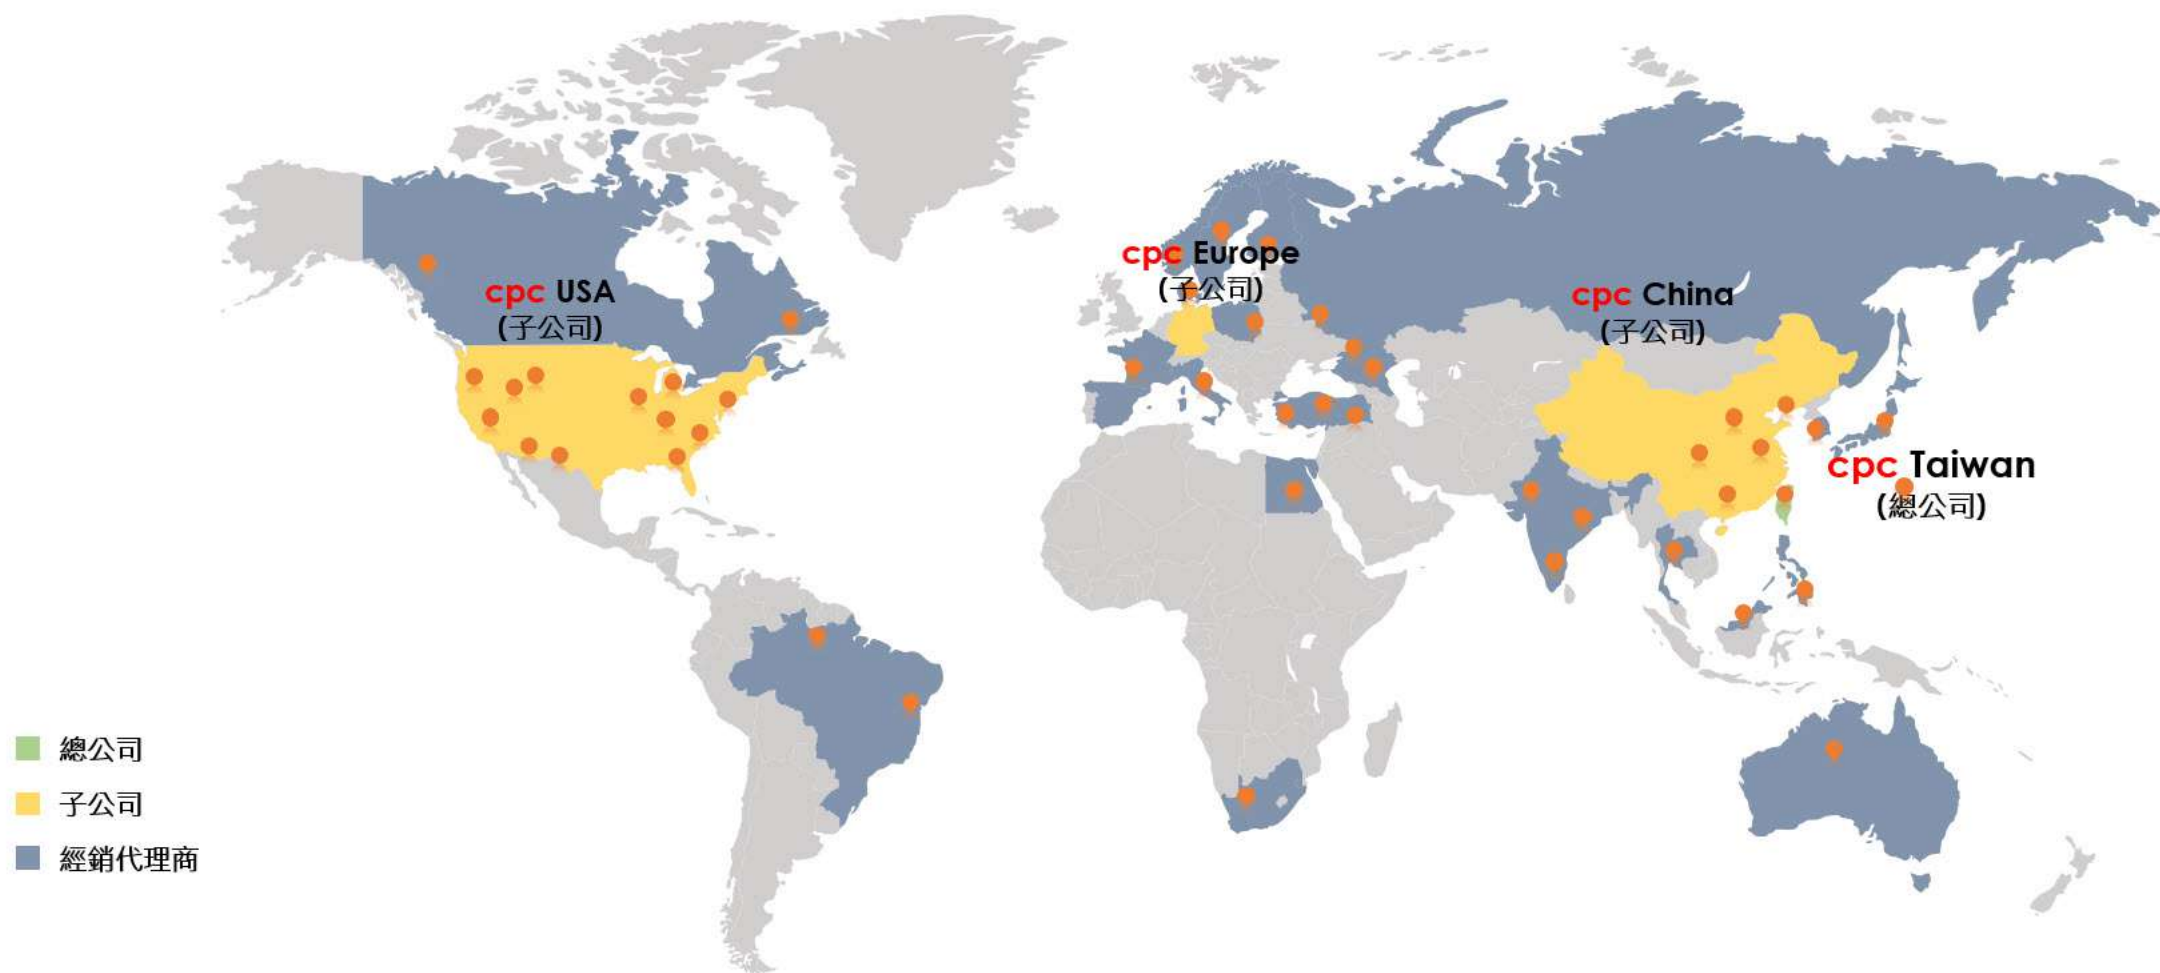 cpc Europe
(子公司)
cpc USA
(子公司)
cpc China
(子公司)
cpc Taiwan
(總公司)
總公司
子公司
經銷代理商